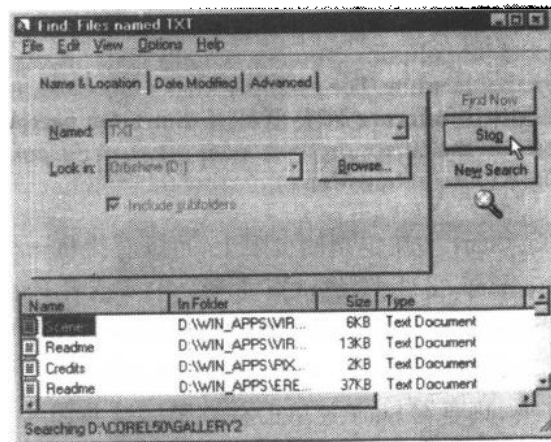 Find: Files named TXT
File Edit View Options Help
Name & Location Date Modified Advanced
Named: TXT
Look in: (D:)
Browse...
Include subfolders
Find Now
Stop
New Search
Name In Folder Size Type
Scene D:\WIN_APPS\VIR... 6KB Text Document
Readme D:\WIN_APPS\VIR... 13KB Text Document
Credits D:\WIN_APPS\PIX... 2KB Text Document
Readme D:\WIN_APPS\ERE... 37KB Text Document
Searching D:\COREL50\GALLERY2